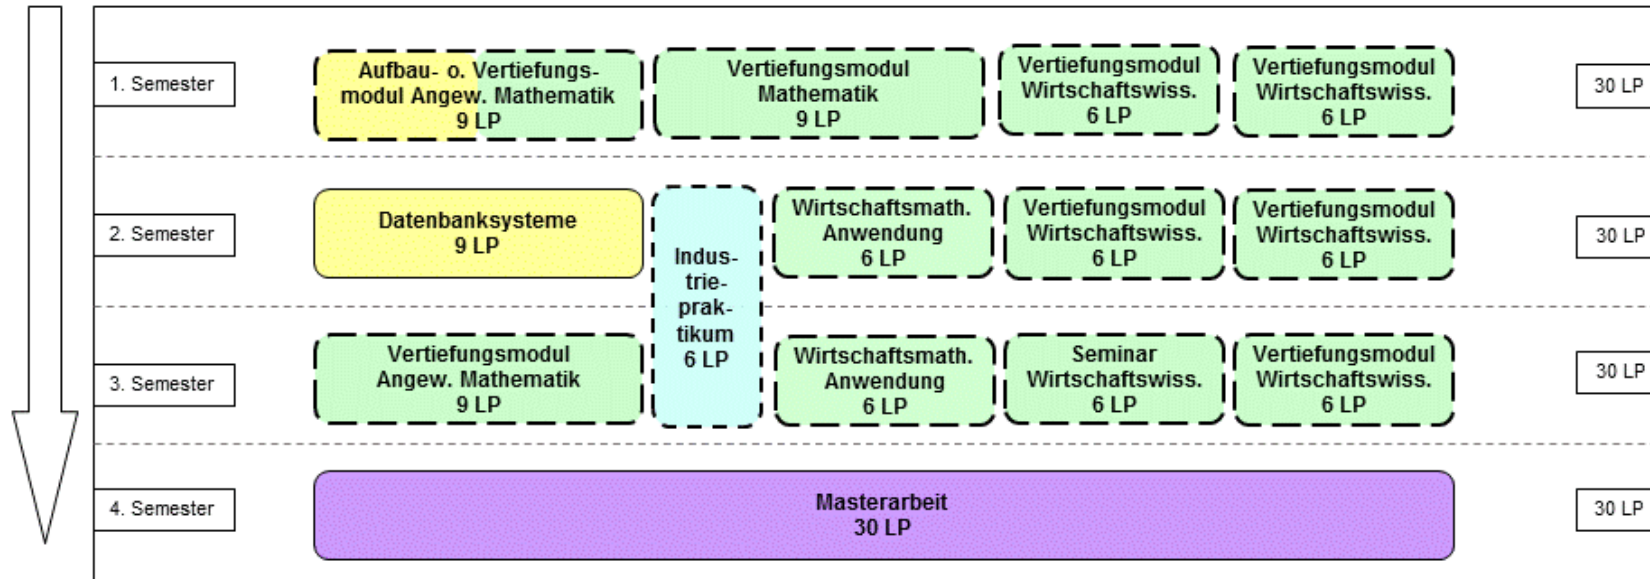 1. Semester
Aufbau- o. Vertiefungs-
modul Angew. Mathematik
9 LP
Vertiefungsmodul
Mathematik
9 LP
Vertiefungsmodul
Wirtschaftswiss.
6 LP
Vertiefungsmodul
Wirtschaftswiss.
6 LP
30 LP
2. Semester
Datenbanksysteme
9 LP
Indus-
trie-
prak-
tikum
6 LP
Wirtschaftsmath.
Anwendung
6 LP
Vertiefungsmodul
Wirtschaftswiss.
6 LP
Vertiefungsmodul
Wirtschaftswiss.
6 LP
30 LP
3. Semester
Vertiefungsmodul
Angew. Mathematik
9 LP
Wirtschaftsmath.
Anwendung
6 LP
Seminar
Wirtschaftswiss.
6 LP
Vertiefungsmodul
Wirtschaftswiss.
6 LP
30 LP
4. Semester
Masterarbeit
30 LP
30 LP